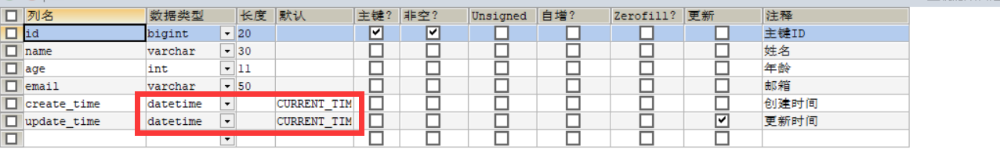 列名 数据类型 长度 默认 主键? 非空? Unsigned 自增? Zerofill? 更新 注释
id bigint 20 主键ID
name varchar 30 姓名
age int 11 年龄
email varchar 50 邮箱
create_time datetime CURRENT_TIM 创建时间
update_time datetime CURRENT_TIM 更新时间